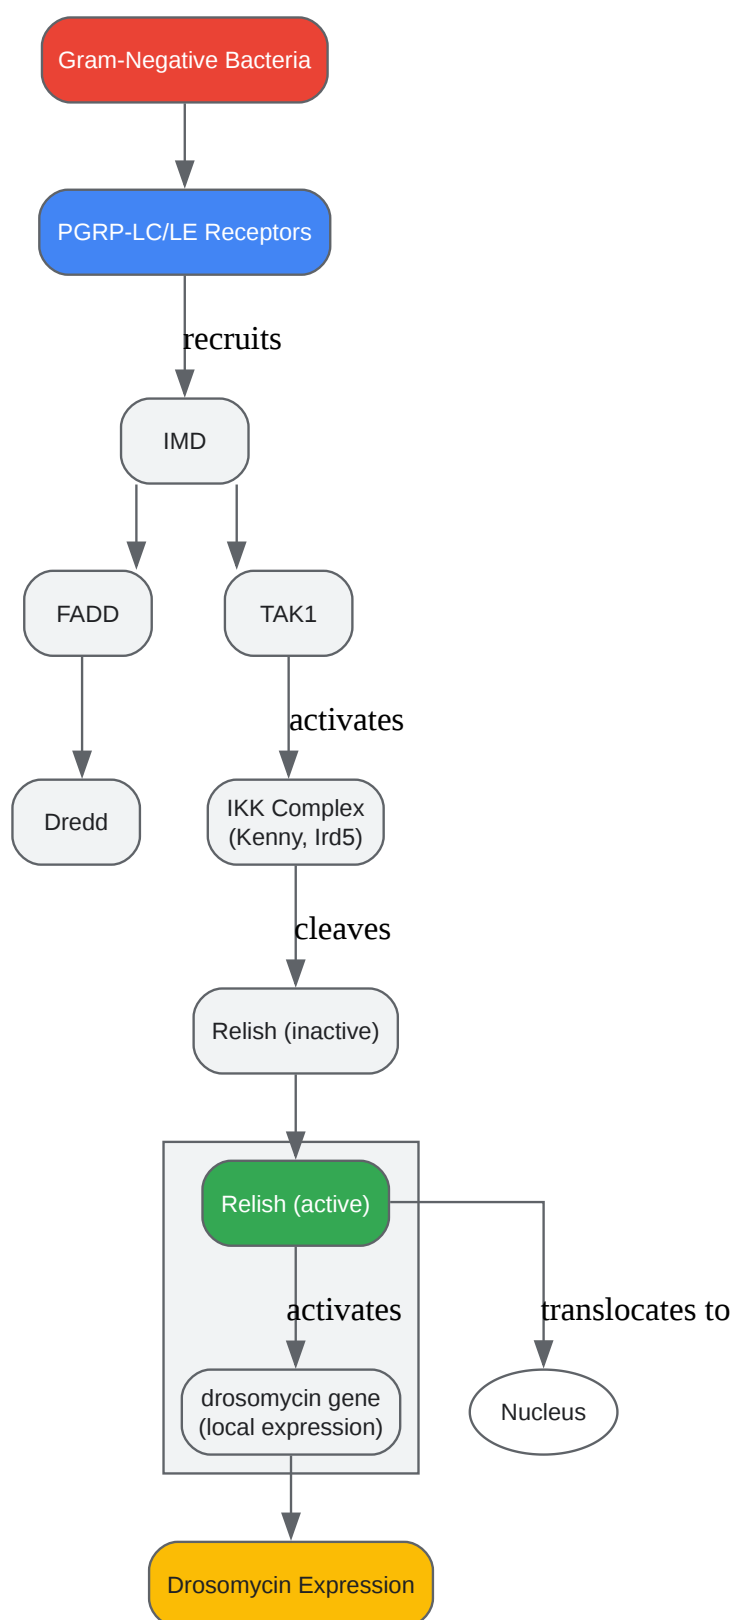 Gram-Negative Bacteria
PGRP-LC/LE Receptors
recruits
IMD
FADD
TAK1
activates
Dredd
IKK Complex
(Kenny, Ird5)
cleaves
Relish (inactive)
Relish (active)
activates
translocates to
drosomycin gene
(local expression)
Nucleus
Drosomycin Expression